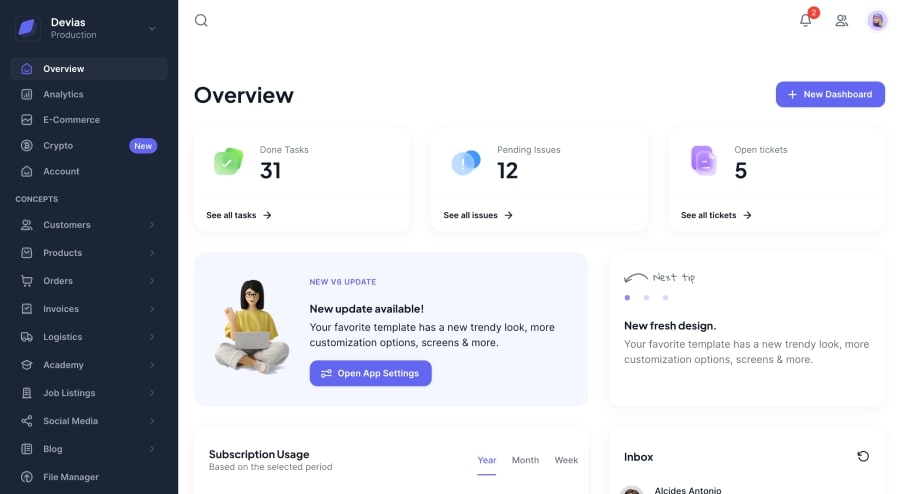 Devias
Production
Overview
Analytics
E-Commerce
Crypto
New
Account
CONCEPTS
Customers
Products
Orders
Invoices
Logistics
Academy
Job Listings
Social Media
Blog
File Manager
2
Overview
New Dashboard
Done Tasks
31
See all tasks
Pending Issues
12
See all issues
Open tickets
5
See all tickets
NEW V6 UPDATE
New update available!
Your favorite template has a new trendy look, more
customization options, screens & more.
Open App Settings
Next tip
New fresh design.
Your favorite template has a new trendy look, more
customization options, screens & more.
Subscription Usage
Based on the selected period
Year
Month
Week
Inbox
Alcides Antonio